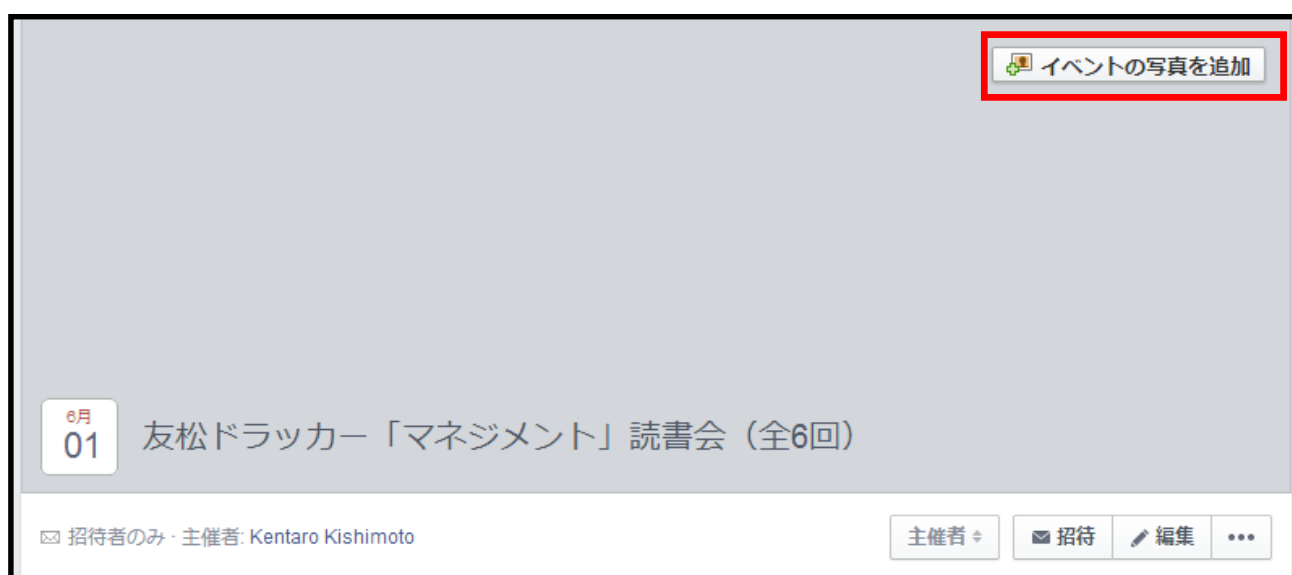 イベントの写真を追加
6月
01
友松ドラッカー「マネジメント」読書会（全6回）
招待者のみ · 主催者: Kentaro Kishimoto
主催者
招待
編集